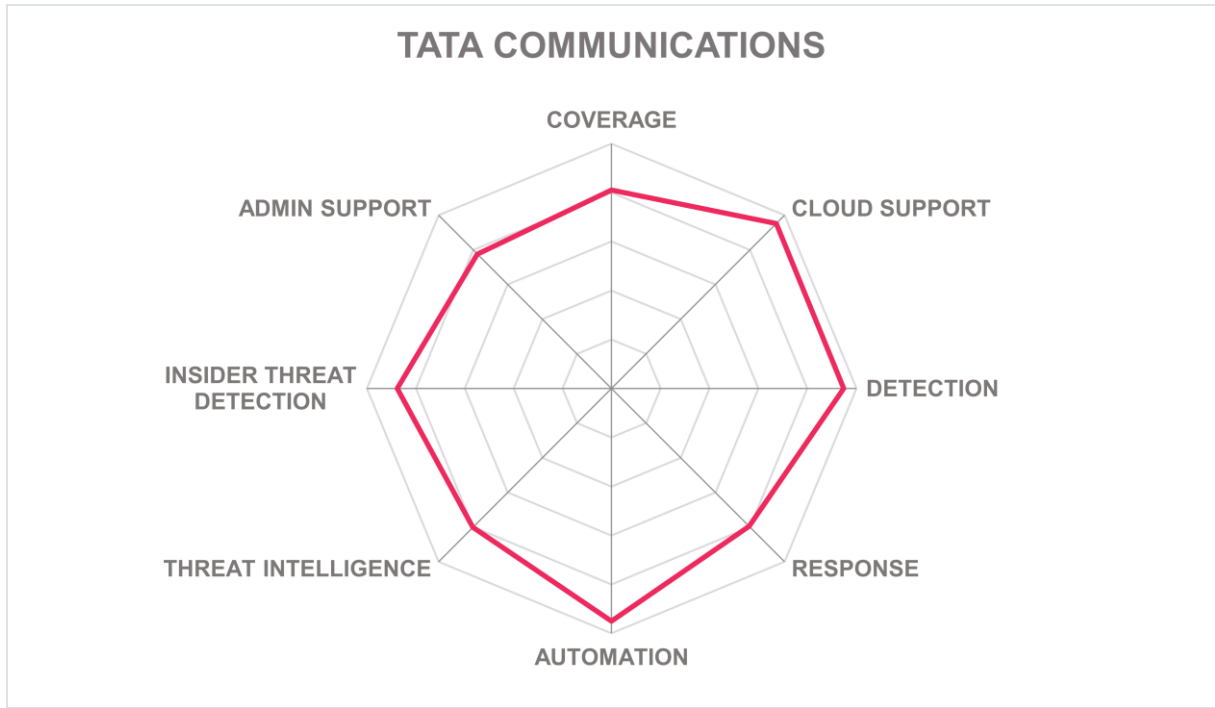 TATA COMMUNICATIONS
COVERAGE
ADMIN SUPPORT
CLOUD SUPPORT
INSIDER THREAT
DETECTION
DETECTION
THREAT INTELLIGENCE
RESPONSE
AUTOMATION